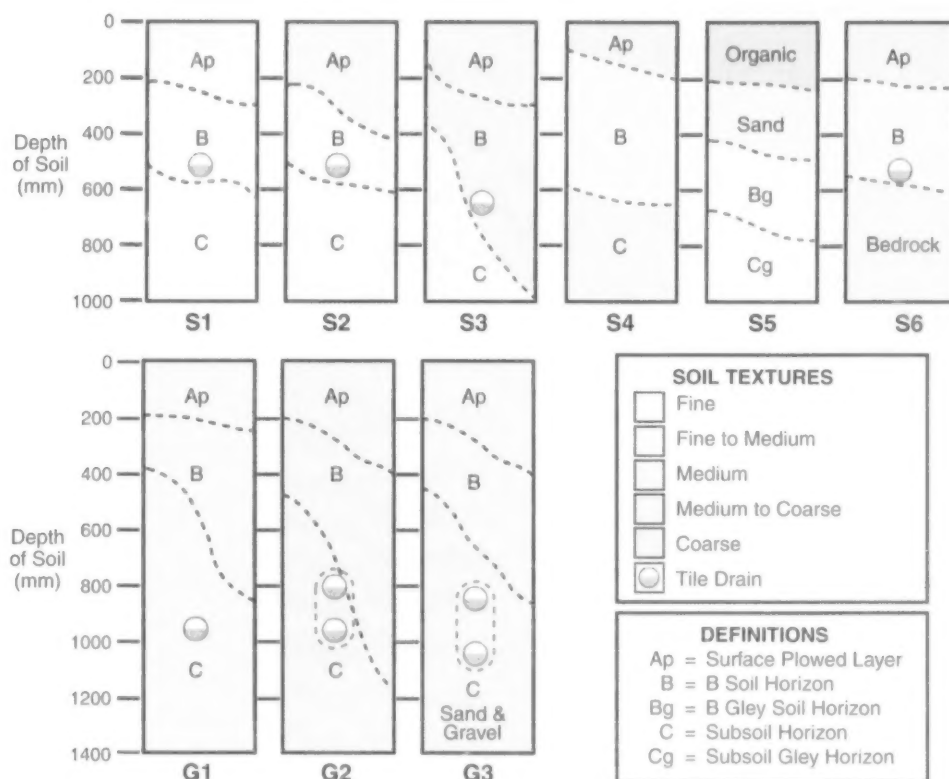 0
200
400
600
800
1000
Depth
of Soil
(mm)
Ap
B
C
S1
Ap
B
C
S2
Ap
B
C
S3
Ap
B
C
S4
Organic
Sand
Bg
Cg
S5
Ap
B
Bedrock
S6
0
200
400
600
800
1000
1200
1400
Depth
of Soil
(mm)
Ap
B
C
G1
Ap
B
C
G2
Ap
B
C
Sand &
Gravel
G3
SOIL TEXTURES
Fine
Fine to Medium
Medium
Medium to Coarse
Coarse
Tile Drain
DEFINITIONS
Ap = Surface Plowed Layer
B = B Soil Horizon
Bg = B Gley Soil Horizon
C = Subsoil Horizon
Cg = Subsoil Gley Horizon